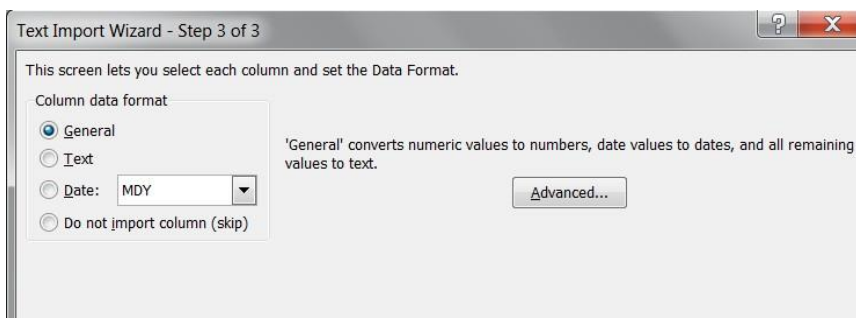 Text Import Wizard - Step 3 of 3
This screen lets you select each column and set the Data Format.
Column data format
General
Text
Date: MDY
Do not import column (skip)
'General' converts numeric values to numbers, date values to dates, and all remaining
values to text.
Advanced...